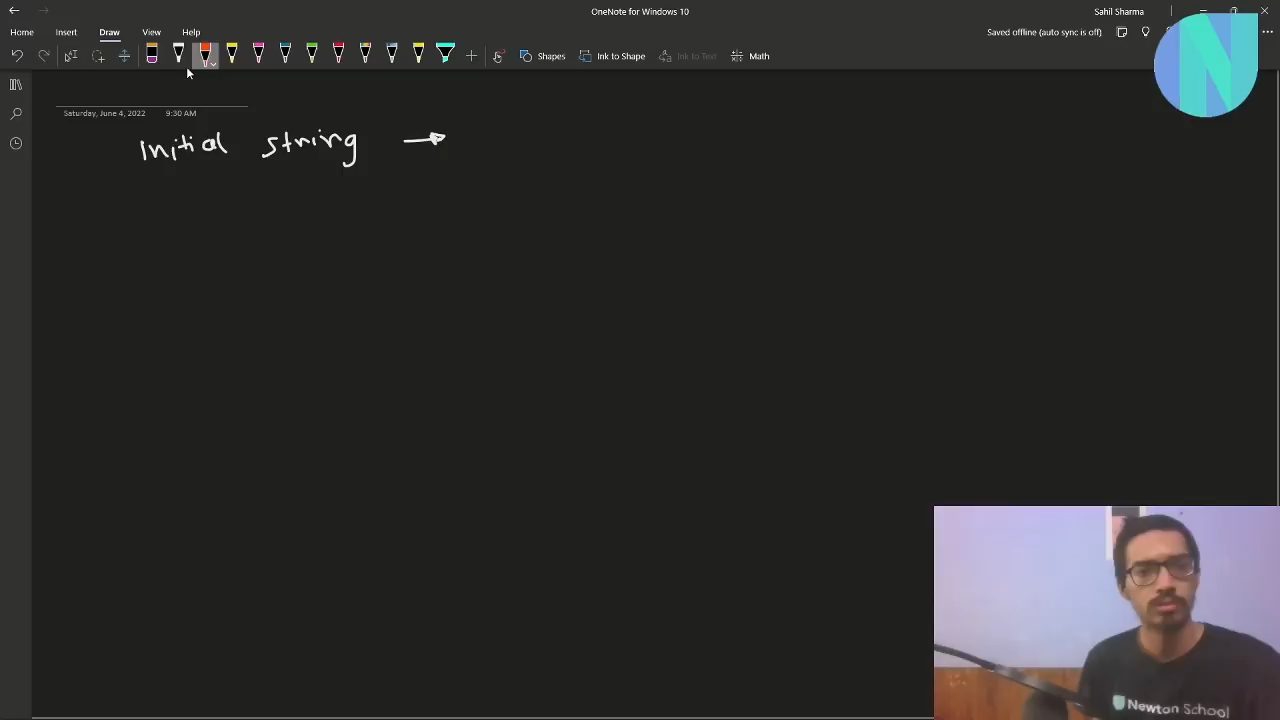 OneNote for Windows 10
Sahil Sharma
Home Insert Draw View Help
Saved offline (auto sync is off)
Shapes Ink to Shape Ink to Text Math
Saturday, June 4, 2022 9:30 AM
Initial string →
Newton School